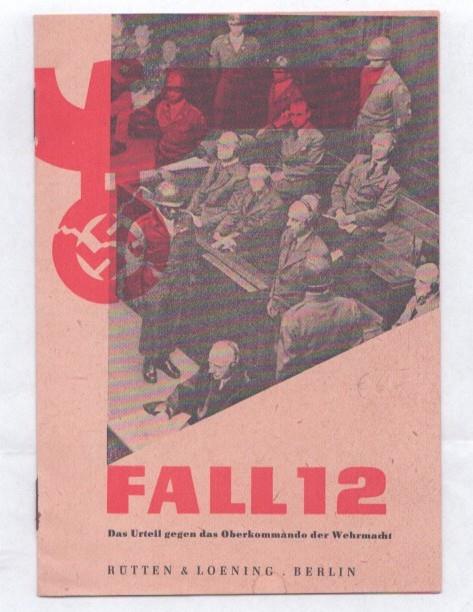 FALL 12
Das Urteil gegen das Oberkommando der Wehrmacht
RÜTTEN & LOENING . BERLIN